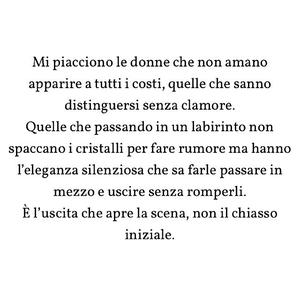 Mi piacciono le donne che non amano
apparire a tutti i costi, quelle che sanno
distinguersi senza clamore.
Quelle che passando in un labirinto non
spaccano i cristalli per fare rumore ma hanno
l'eleganza silenziosa che sa farle passare in
mezzo e uscire senza romperli.
È l'uscita che apre la scena, non il chiasso
iniziale.